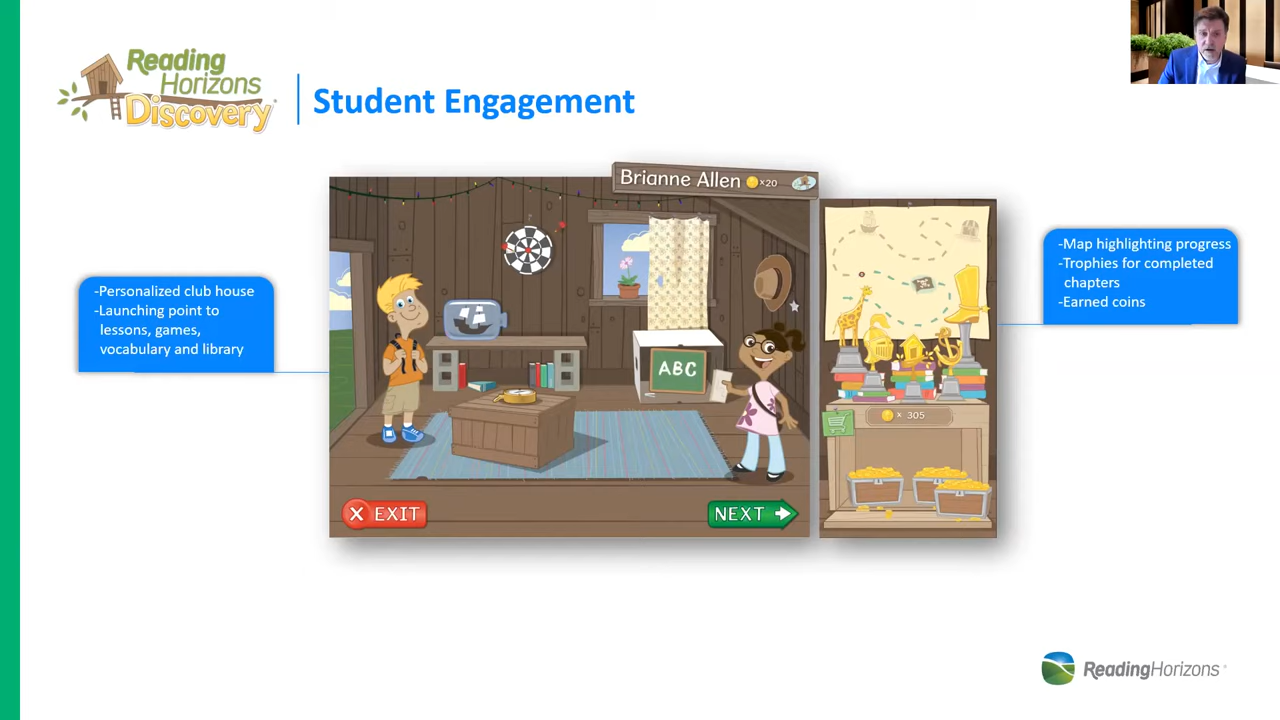 Reading
Horizons
Discovery
Student Engagement
Brianne Allen ×20
-Personalized club house
-Launching point to
lessons, games,
vocabulary and library
ABC
× 305
X EXIT
NEXT
-Map highlighting progress
-Trophies for completed
chapters
-Earned coins
ReadingHorizons